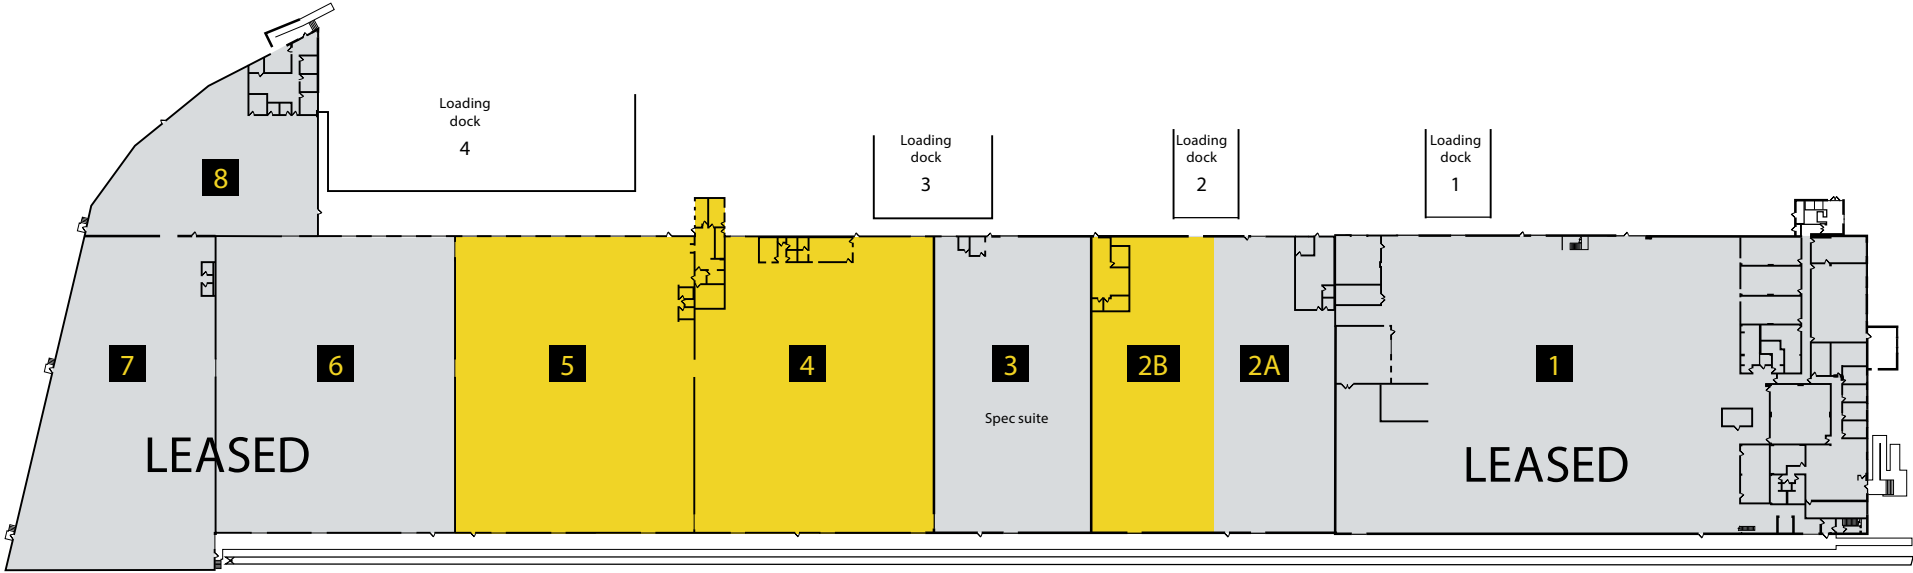 Loading
dock
4
Loading
dock
3
Loading
dock
2
Loading
dock
1
8
7
6
5
4
3
2B
2A
1
Spec suite
LEASED
LEASED